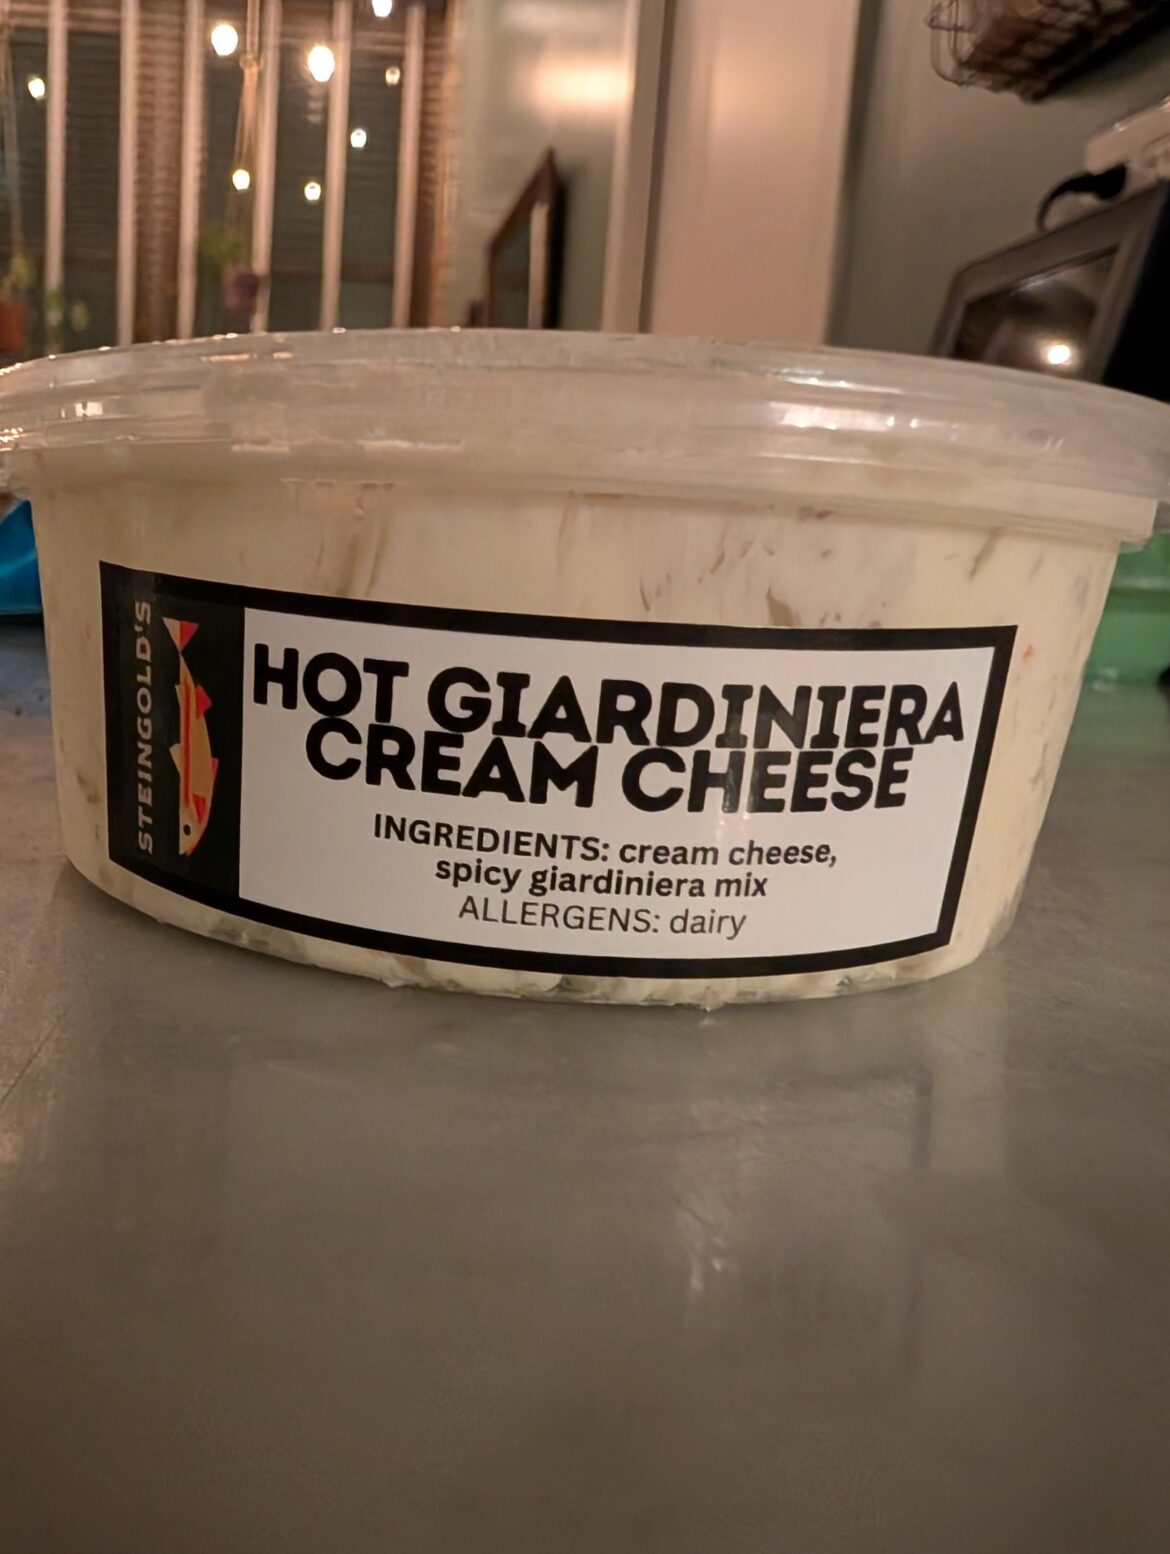 STEINGOLD'S
HOT GIARDINIERA
CREAM CHEESE
INGREDIENTS: cream cheese,
spicy giardiniera mix
ALLERGENS: dairy